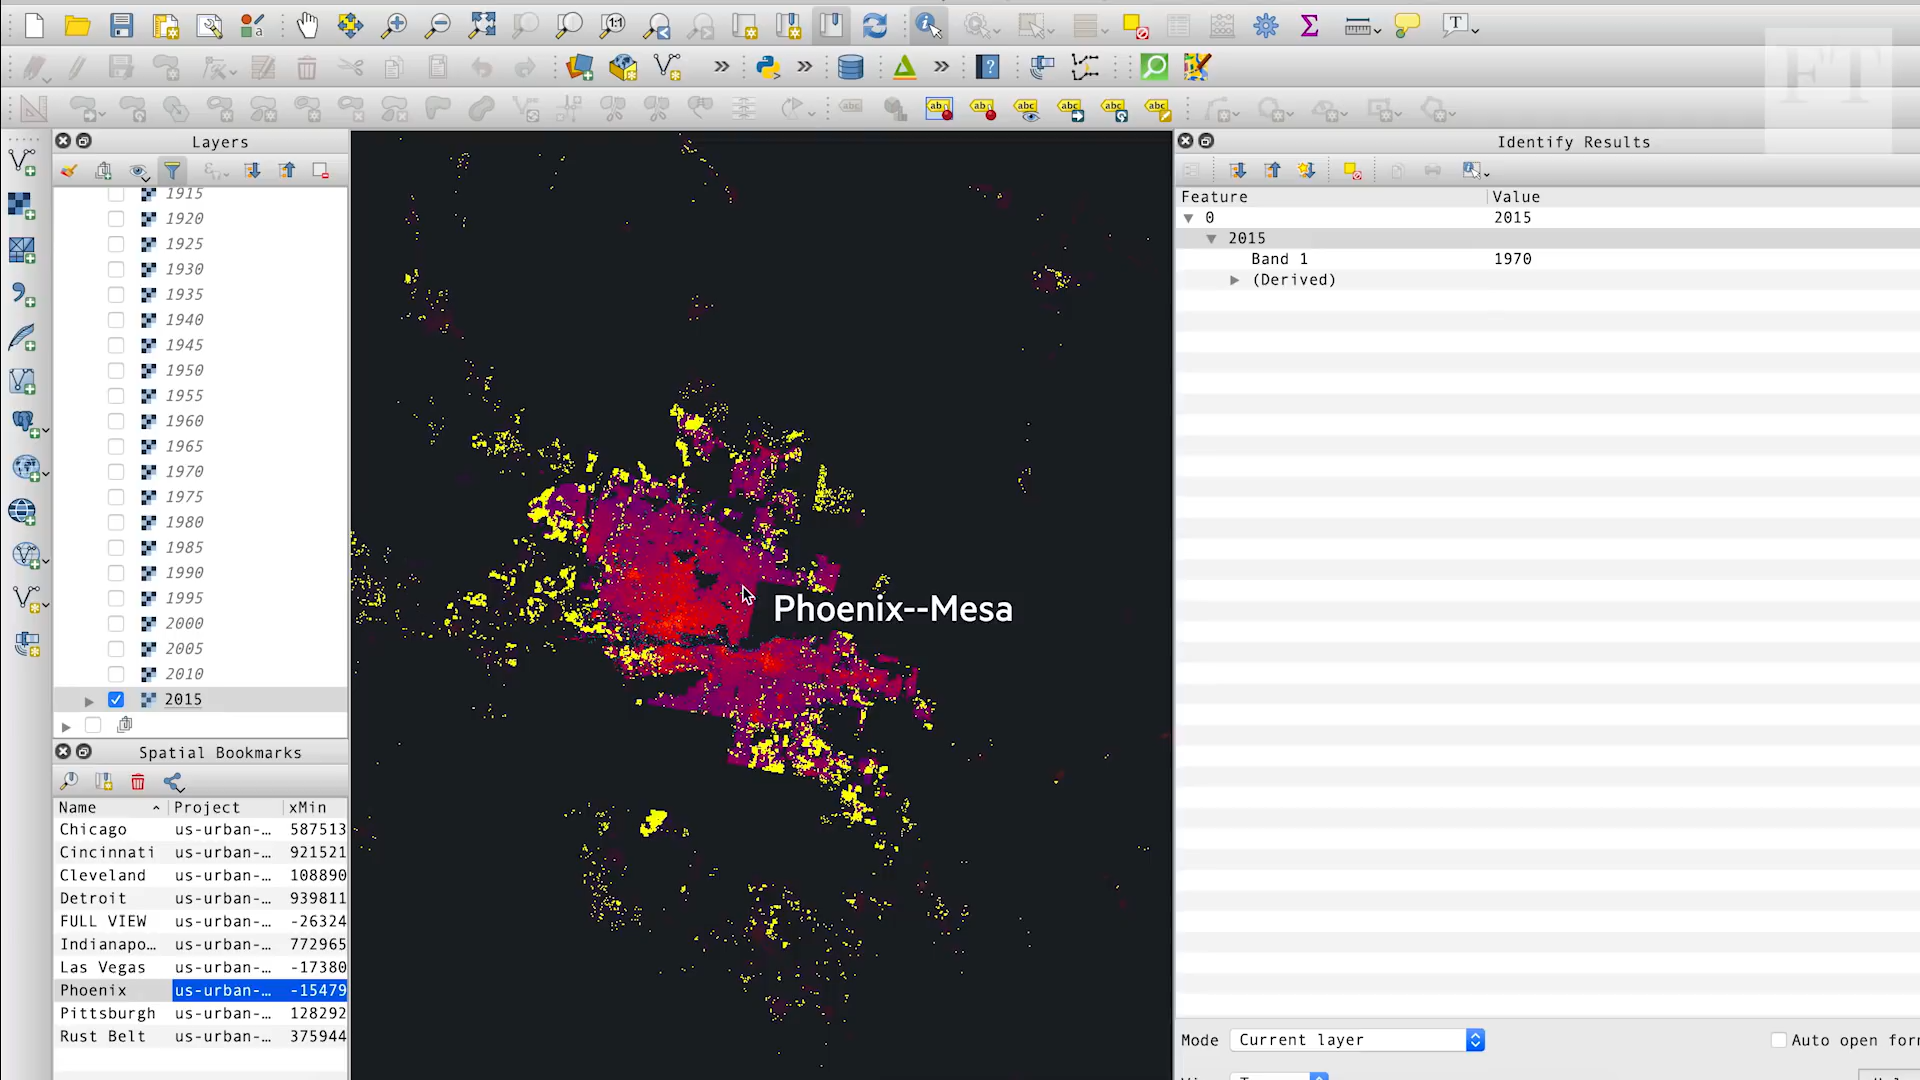 FT
Layers
1915
1920
1925
1930
1935
1940
1945
1950
1955
1960
1965
1970
1975
1980
1985
1990
1995
2000
2005
2010
2015
Spatial Bookmarks
Name Project xMin
Chicago us-urban-… 587513
Cincinnati us-urban-… 921521
Cleveland us-urban-… 108890
Detroit us-urban-… 939811
FULL VIEW us-urban-… -26324
Indianapo… us-urban-… 772965
Las Vegas us-urban-… -17380
Phoenix us-urban-… -15479
Pittsburgh us-urban-… 128292
Rust Belt us-urban-… 375944
Phoenix--Mesa
Identify Results
Feature Value
0 2015
2015
Band 1 1970
(Derived)
Mode Current layer Auto open for